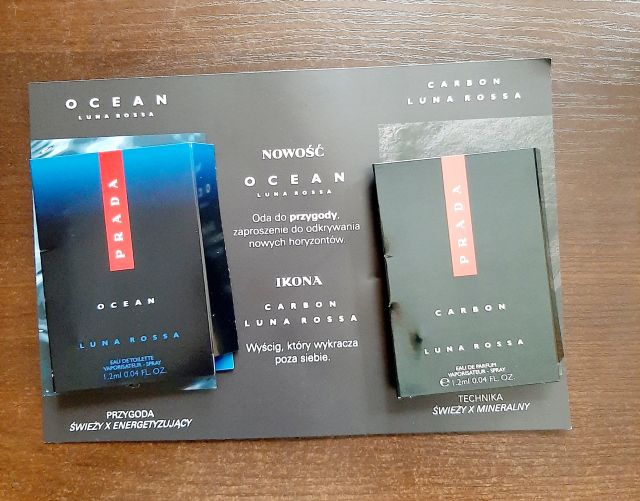 OCEAN
LUNA ROSSA
PRADA
OCEAN
LUNA ROSSA
EAU DE TOILETTE
VAPORISATEUR - SPRAY
1.2ml 0.04 FL. OZ.
PRZYGODA
ŚWIEŻY X ENERGETYZUJĄCY
NOWOŚĆ
OCEAN
LUNA ROSSA
Oda do przygody,
zaproszenie do odkrywania
nowych horyzontów.
IKONA
CARBON
LUNA ROSSA
Wyścig, który wykracza
poza siebie.
CARBON
LUNA ROSSA
PRADA
CARBON
LUNA ROSSA
EAU DE PARFUM
VAPORISATEUR - SPRAY
℮ 1.2ml 0.04 FL. OZ.
TECHNIKA
ŚWIEŻY X MINERALNY